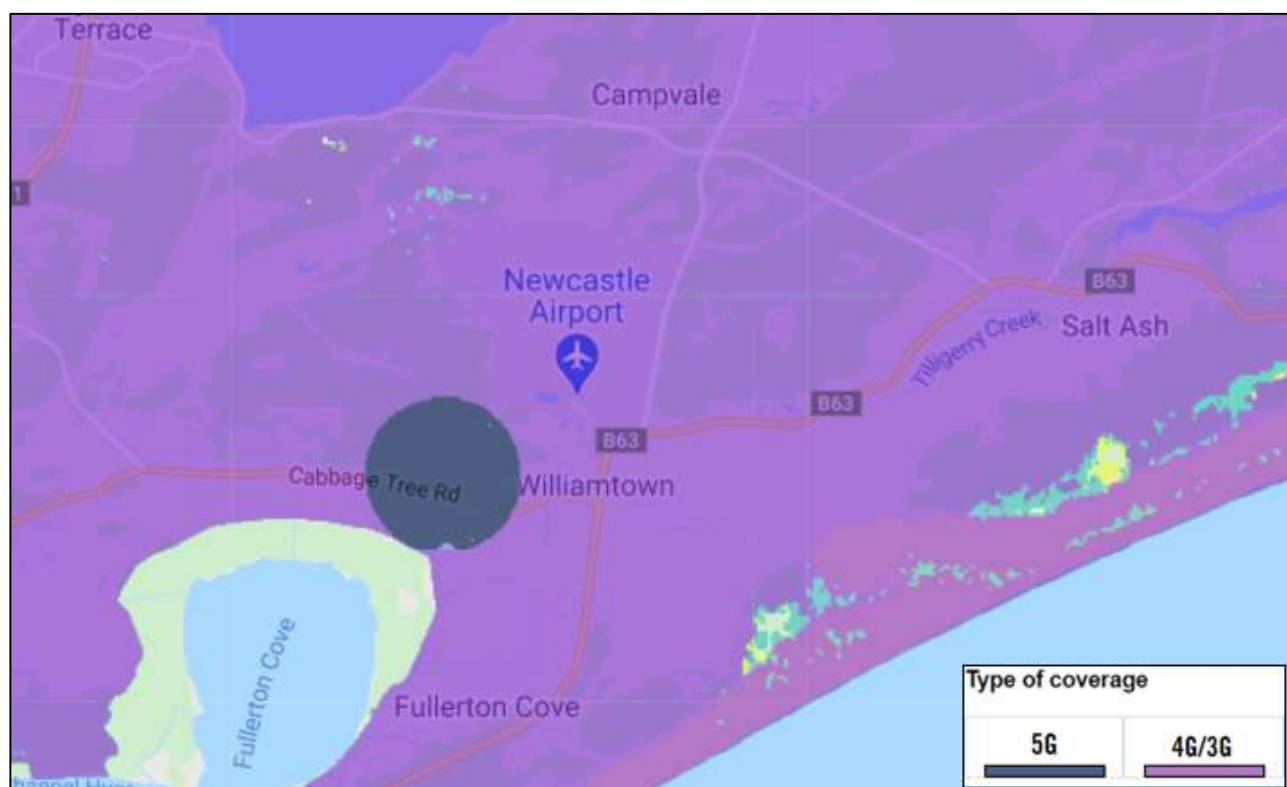 Terrace
Campvale
1
Newcastle
Airport
B63
Salt Ash
Tilligerry Creek
B63
B63
Cabbage Tree Rd
Williamtown
Fullerton Cove
Fullerton Cove
Type of coverage
5G
4G/3G